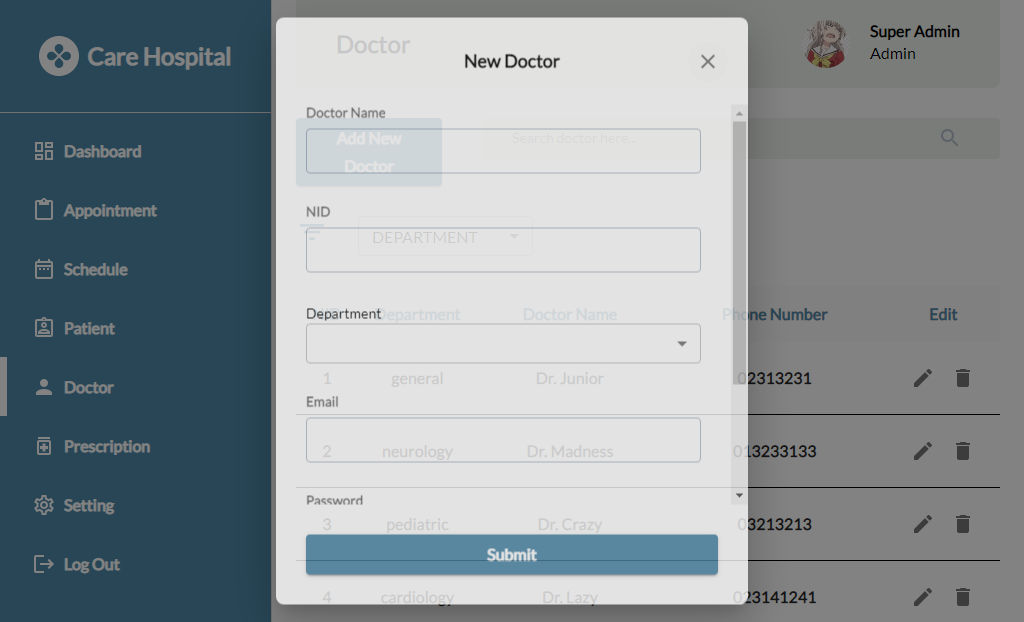 Care Hospital
Dashboard
Appointment
Schedule
Patient
Doctor
Prescription
Setting
Log Out
Doctor
Super Admin
Admin
New Doctor
Doctor Name
Add New
Doctor
Search doctor here...
NID
DEPARTMENT
Department
Department Doctor Name Phone Number Edit
1 general Dr. Junior 02313231
Email
2 neurology Dr. Madness 013233133
Password
3 pediatric Dr. Crazy 03213213
Submit
4 cardiology Dr. Lazy 023141241